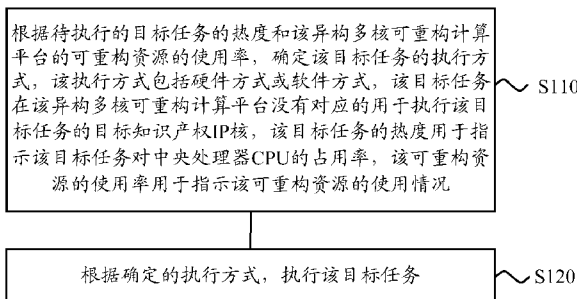 根据待执行的目标任务的热度和该异构多核可重构计算
平台的可重构资源的使用率，确定该目标任务的执行方
式，该执行方式包括硬件方式或软件方式，该目标任务
在该异构多核可重构计算平台没有对应的用于执行该目
标任务的目标知识产权IP核，该目标任务的热度用于指
示该目标任务对中央处理器CPU的占用率，该可重构资
源的使用率用于指示该可重构资源的使用情况
S110
根据确定的执行方式，执行该目标任务
S120